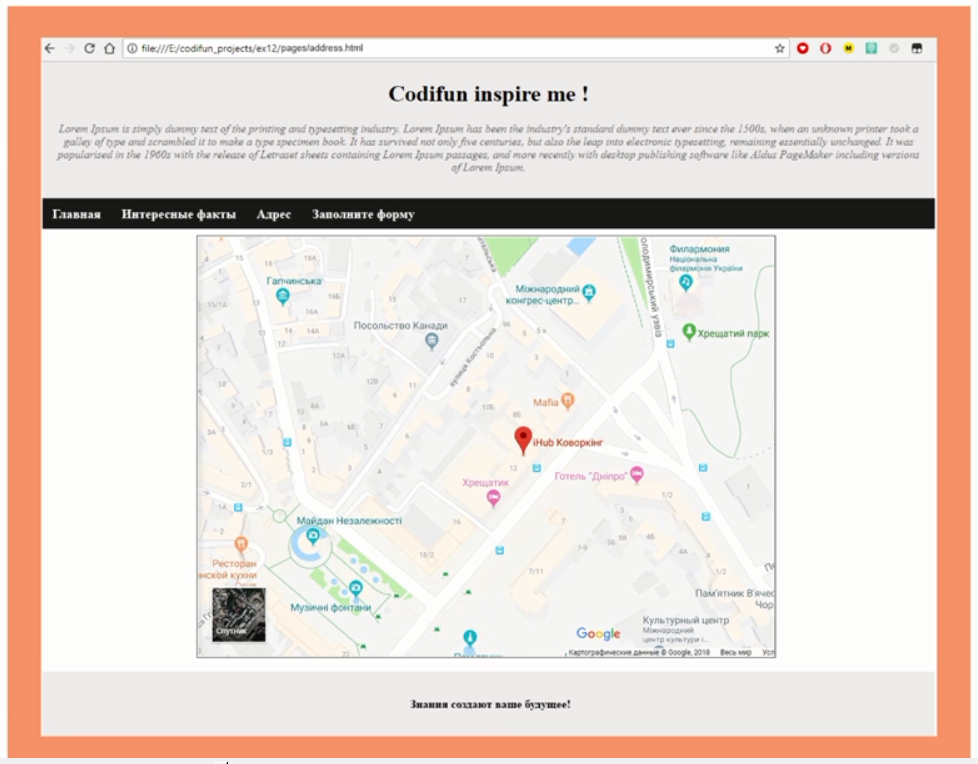 file:///E:/codifun_projects/ex12/pages/address.html
Codifun inspire me !
Lorem Ipsum is simply dummy text of the printing and typesetting industry. Lorem Ipsum has been the industry's standard dummy text ever since the 1500s, when an unknown printer took a
galley of type and scrambled it to make a type specimen book. It has survived not only five centuries, but also the leap into electronic typesetting, remaining essentially unchanged. It was
popularised in the 1960s with the release of Letraset sheets containing Lorem Ipsum passages, and more recently with desktop publishing software like Aldus PageMaker including versions
of Lorem Ipsum.
Главная Интересные факты Адрес Заполните форму
Филармония
Національна
філармонія України
Гапчинська
Міжнародний
конгрес-центр...
Володимирський узвіз
Посольство Канади
Хрещатий парк
вулиця Костьольна
Mafia
iHub Коворкінг
Хрещатик
Готель "Дніпро"
Майдан Незалежності
Ресторан
нской кухни
Музичні фонтани
Пам'ятник В'ячес
Чор
Культурный центр
Міжнародний
центр культури і...
Спутник
Google
Картографические данные © Google, 2018 Весь мир Усл
Знания создают ваше будущее!